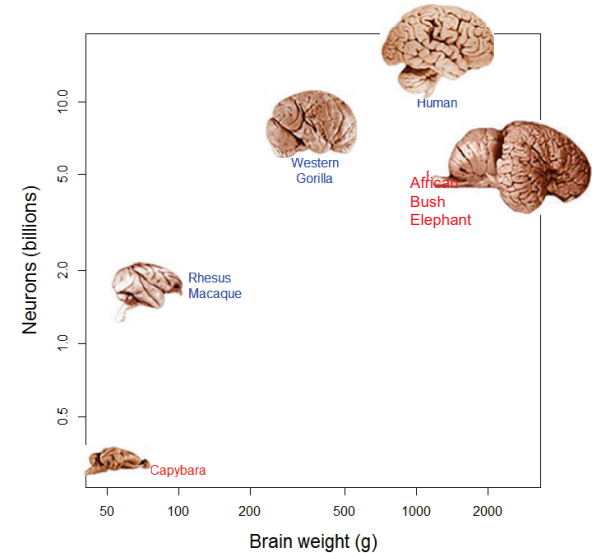 Human
10.0
Western
Gorilla
5.0
African
Bush
Elephant
Neurons (billions)
2.0
Rhesus
Macaque
1.0
0.5
Capybara
50 100 200 500 1000 2000
Brain weight (g)